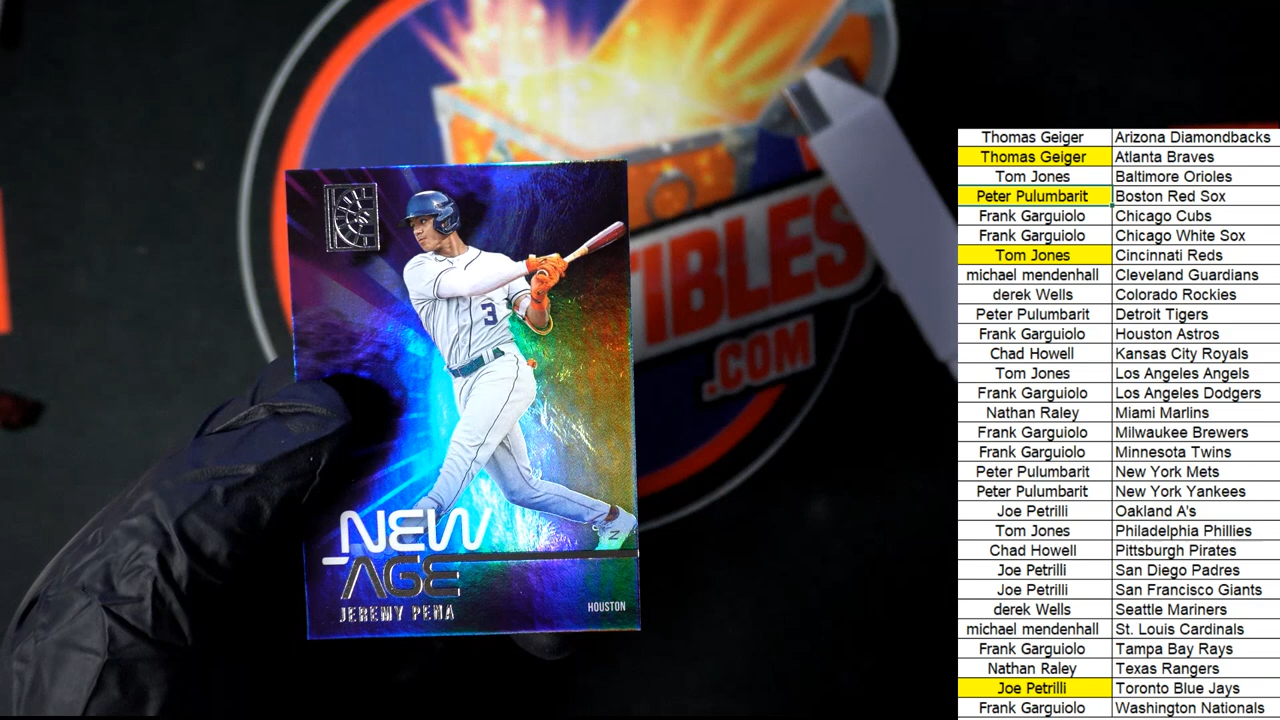 IBLES
.COM
3
NEW
AGE
JEREMY PEÑA
HOUSTON
Thomas Geiger Arizona Diamondbacks
Thomas Geiger Atlanta Braves
Tom Jones Baltimore Orioles
Peter Pulumbarit Boston Red Sox
Frank Garguiolo Chicago Cubs
Frank Garguiolo Chicago White Sox
Tom Jones Cincinnati Reds
michael mendenhall Cleveland Guardians
derek Wells Colorado Rockies
Peter Pulumbarit Detroit Tigers
Frank Garguiolo Houston Astros
Chad Howell Kansas City Royals
Tom Jones Los Angeles Angels
Frank Garguiolo Los Angeles Dodgers
Nathan Raley Miami Marlins
Frank Garguiolo Milwaukee Brewers
Frank Garguiolo Minnesota Twins
Peter Pulumbarit New York Mets
Peter Pulumbarit New York Yankees
Joe Petrilli Oakland A's
Tom Jones Philadelphia Phillies
Chad Howell Pittsburgh Pirates
Joe Petrilli San Diego Padres
Joe Petrilli San Francisco Giants
derek Wells Seattle Mariners
michael mendenhall St. Louis Cardinals
Frank Garguiolo Tampa Bay Rays
Nathan Raley Texas Rangers
Joe Petrilli Toronto Blue Jays
Frank Garguiolo Washington Nationals